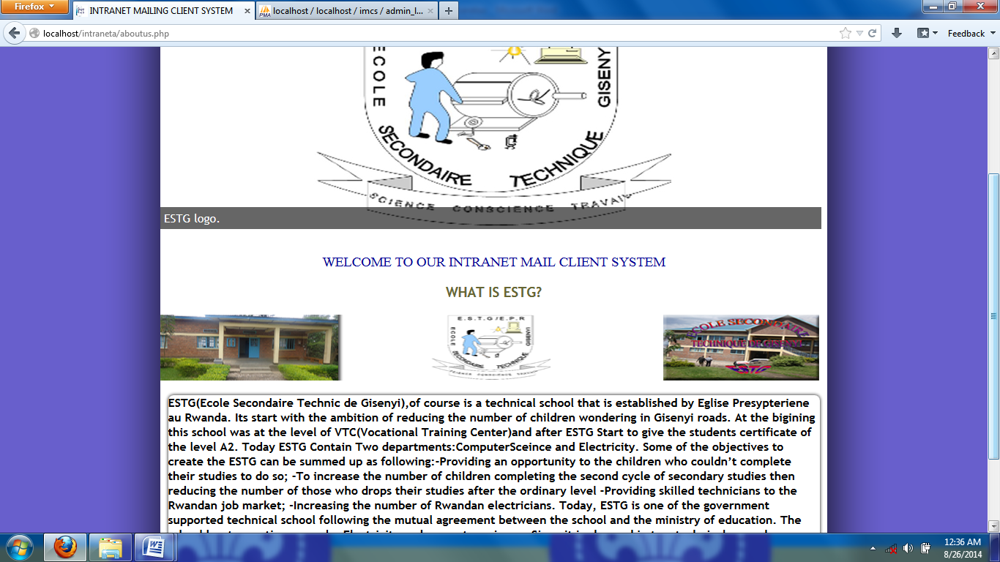 Firefox
INTRANET MAILING CLIENT SYSTEM
PMA localhost / localhost / imcs / admin_l...
localhost/intraneta/aboutus.php
Feedback
ECOLE SECONDAIRE TECHNIQUE GISENY
SCIENCE CONSCIENCE TRAVAIL
ESTG logo.
WELCOME TO OUR INTRANET MAIL CLIENT SYSTEM
WHAT IS ESTG?
E.S.T.G/E.P.R
ECOLE SECONDAIRE TECHNIQUE GISENYI
SCIENCE CONSCIENCE TRAVAIL
ECOLE SECONDAIRE
TECHNIQUE DE GISENYI
ESTG
ESTG(Ecole Secondaire Technic de Gisenyi),of course is a technical school that is established by Eglise Presypteriene
au Rwanda. Its start with the ambition of reducing the number of children wondering in Gisenyi roads. At the bigining
this school was at the level of VTC(Vocational Training Center)and after ESTG Start to give the students certificate of
the level A2. Today ESTG Contain Two departments:ComputerSceince and Electricity. Some of the objectives to
create the ESTG can be summed up as following:-Providing an opportunity to the children who couldn’t complete
their studies to do so; -To increase the number of children completing the second cycle of secondary studies then
reducing the number of those who drops their studies after the ordinary level -Providing skilled technicians to the
Rwandan job market; -Increasing the number of Rwandan electricians. Today, ESTG is one of the government
supported technical school following the mutual agreement between the school and the ministry of education. The
12:36 AM
8/26/2014